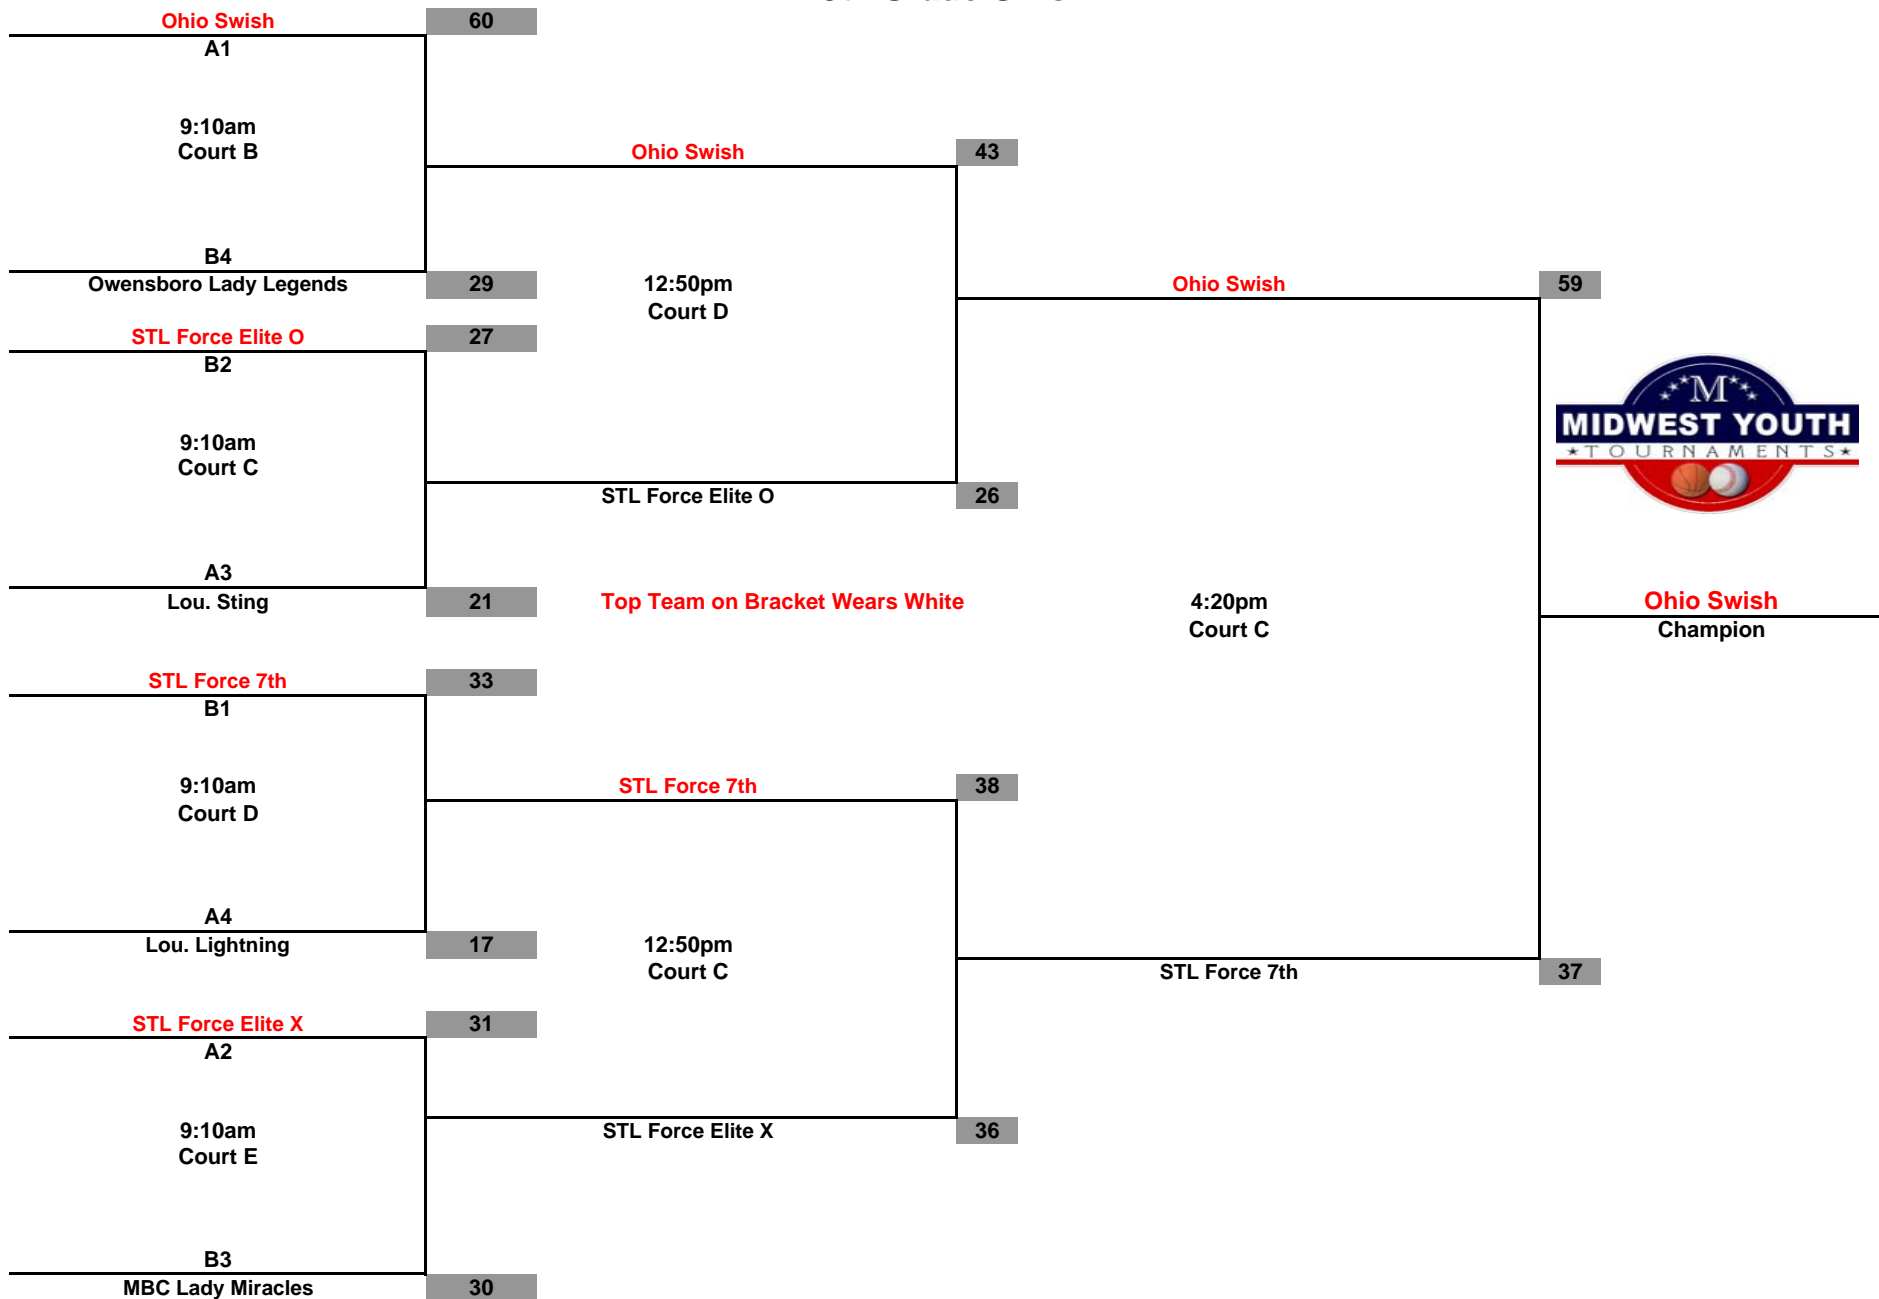 Ohio Swish 60
A1
9:10am
Court B
Ohio Swish 43
B4
Owensboro Lady Legends 29
12:50pm
Court D
Ohio Swish 59
STL Force Elite O 27
B2
9:10am
Court C
M
MIDWEST YOUTH
TOURNAMENTS
STL Force Elite O 26
A3
Lou. Sting 21
Top Team on Bracket Wears White
4:20pm
Court C
Ohio Swish
Champion
STL Force 7th 33
B1
9:10am
Court D
STL Force 7th 38
A4
Lou. Lightning 17
12:50pm
Court C
STL Force 7th 37
STL Force Elite X 31
A2
9:10am
Court E
STL Force Elite X 36
B3
MBC Lady Miracles 30